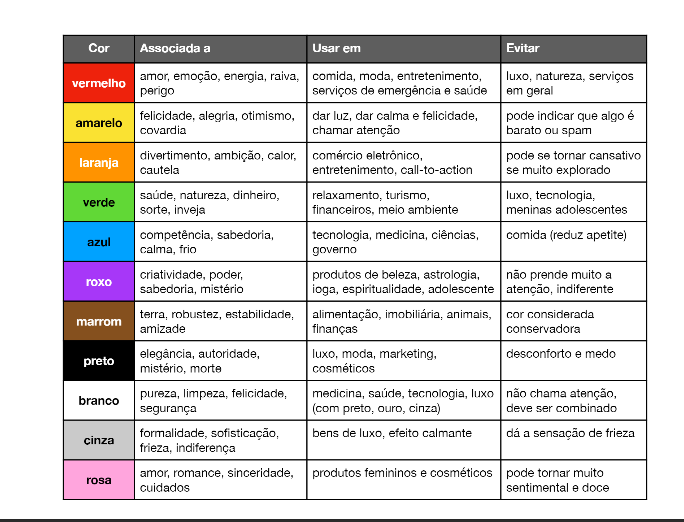 Cor Associada a Usar em Evitar
vermelho amor, emoção, energia, raiva, comida, moda, entretenimento, luxo, natureza, serviços
perigo serviços de emergência e saúde em geral
amarelo felicidade, alegria, otimismo, dar luz, dar calma e felicidade, pode indicar que algo é
covardia chamar atenção barato ou spam
laranja divertimento, ambição, calor, comércio eletrônico, pode se tornar cansativo
cautela entretenimento, call-to-action se muito explorado
verde saúde, natureza, dinheiro, relaxamento, turismo, luxo, tecnologia,
sorte, inveja financeiros, meio ambiente meninas adolescentes
azul competência, sabedoria, tecnologia, medicina, ciências, comida (reduz apetite)
calma, frio governo
roxo criatividade, poder, produtos de beleza, astrologia, não prende muito a
sabedoria, mistério ioga, espiritualidade, adolescente atenção, indiferente
marrom terra, robustez, estabilidade, alimentação, imobiliária, animais, cor considerada
amizade finanças conservadora
preto elegância, autoridade, luxo, moda, marketing, desconforto e medo
mistério, morte cosméticos
branco pureza, limpeza, felicidade, medicina, saúde, tecnologia, luxo não chama atenção,
segurança (com preto, ouro, cinza) deve ser combinado
cinza formalidade, sofisticação, bens de luxo, efeito calmante dá a sensação de frieza
frieza, indiferença
rosa amor, romance, sinceridade, produtos femininos e cosméticos pode tornar muito
cuidados sentimental e doce